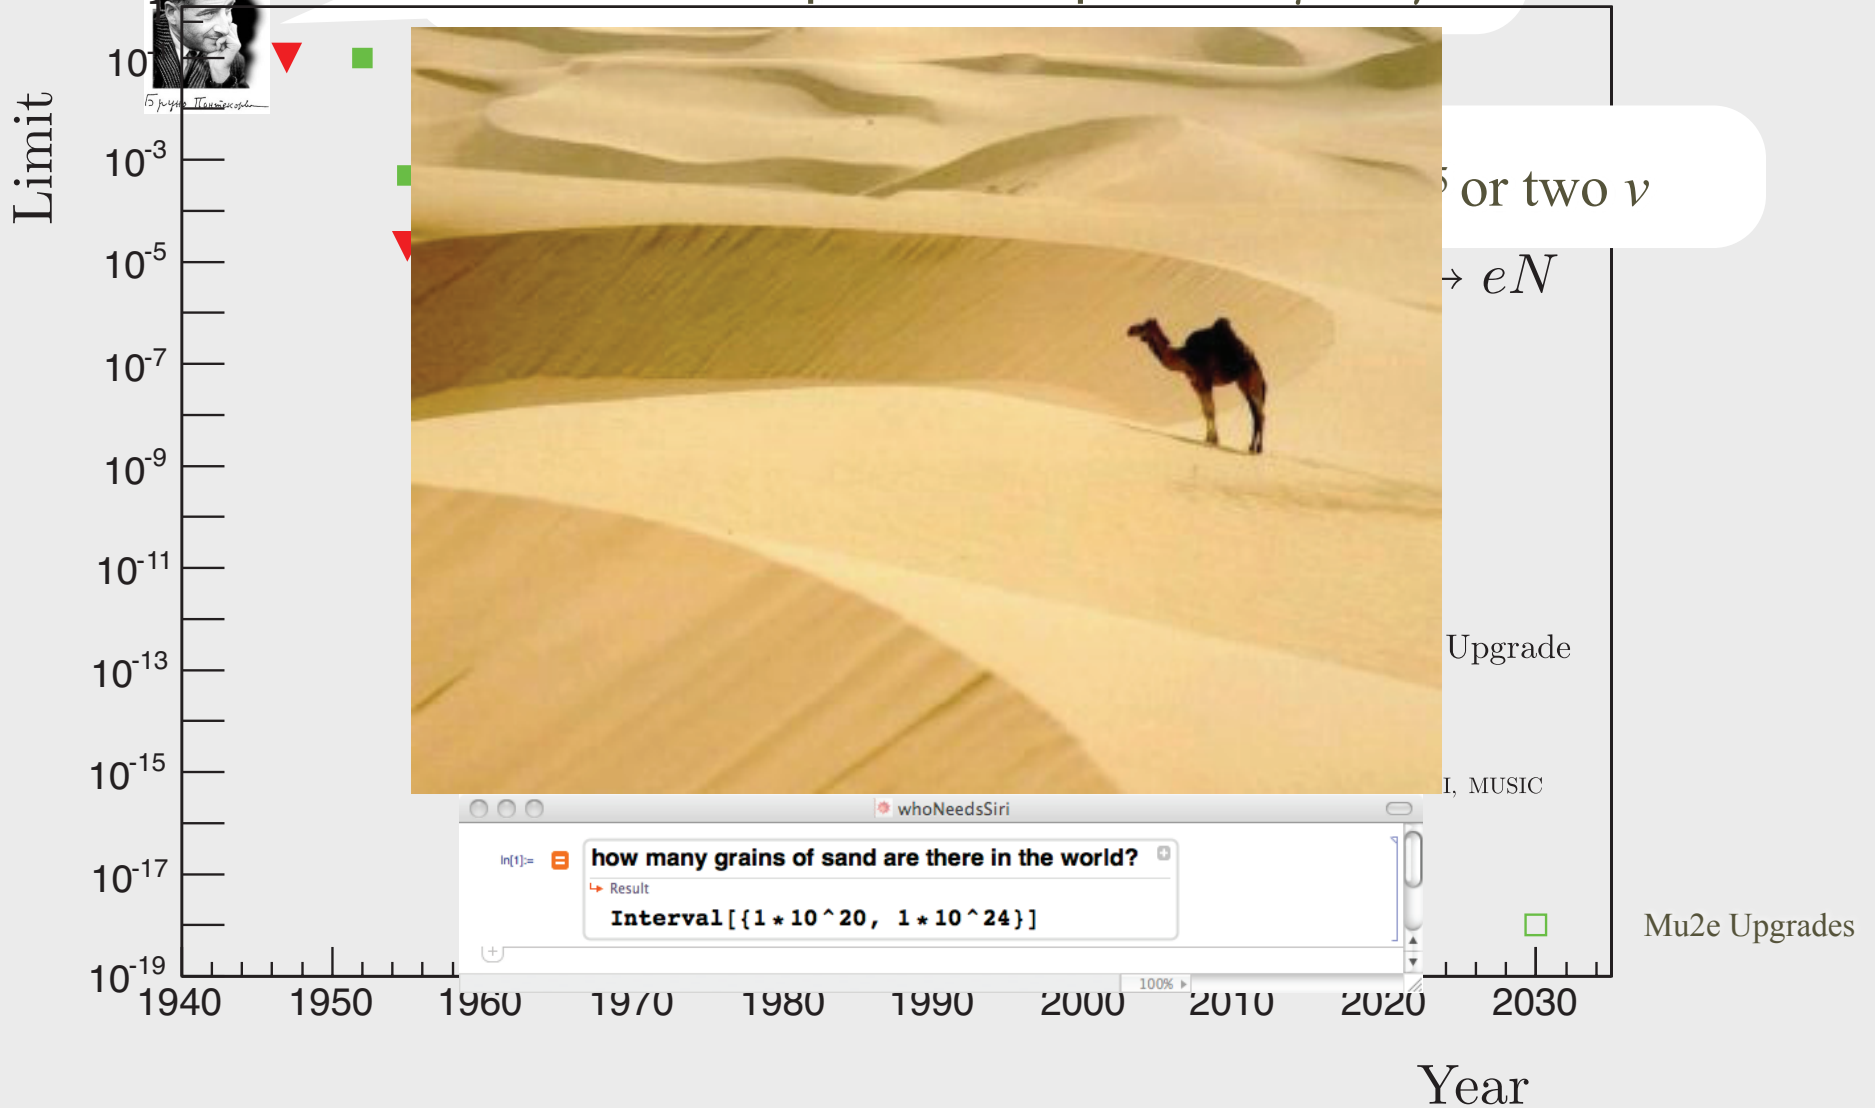 Limit
Бруно Понтекорво
10⁻³
or two ν
10⁻⁵
→ eN
10⁻⁷
10⁻⁹
10⁻¹¹
10⁻¹³
Upgrade
10⁻¹⁵
I, MUSIC
whoNeedsSiri
In[1]:=
how many grains of sand are there in the world?
Result
Interval[{1*10^20, 1*10^24}]
10⁻¹⁷
Mu2e Upgrades
10⁻¹⁹
100%
1940 1950 1960 1970 1980 1990 2000 2010 2020 2030
Year